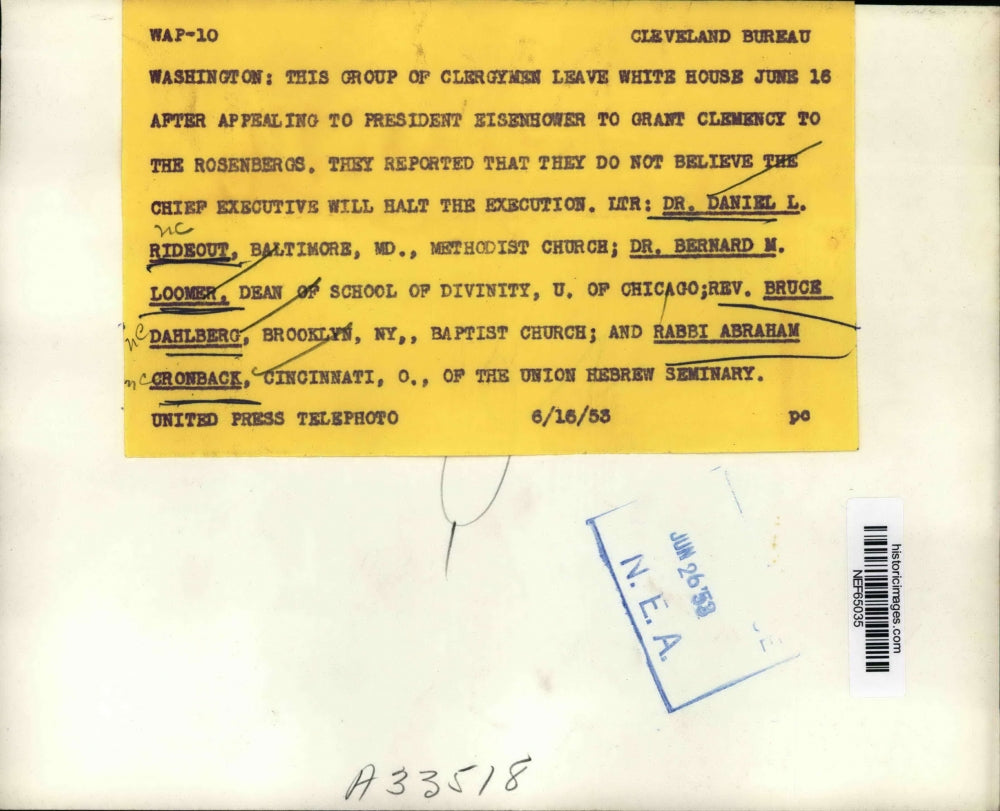 WAP-10 CLEVELAND BUREAU
WASHINGTON: THIS GROUP OF CLERGYMEN LEAVE WHITE HOUSE JUNE 16
AFTER APPEALING TO PRESIDENT EISENHOWER TO GRANT CLEMENCY TO
THE ROSENBERGS. THEY REPORTED THAT THEY DO NOT BELIEVE THE
CHIEF EXECUTIVE WILL HALT THE EXECUTION. LTR: DR. DANIEL L.
nc
RIDEOUT, BALTIMORE, MD., METHODIST CHURCH; DR. BERNARD M.
LOOMER, DEAN OF SCHOOL OF DIVINITY, U. OF CHICAGO;REV. BRUCE
nc DAHLBERG, BROOKLYN, NY,, BAPTIST CHURCH; AND RABBI ABRAHAM
nc CRONBACK, CINCINNATI, O., OF THE UNION HEBREW SEMINARY.
UNITED PRESS TELEPHOTO 6/16/53 pc
JUN 26 '53
N. E. A.
historicimages.com
NEF65035
A33518